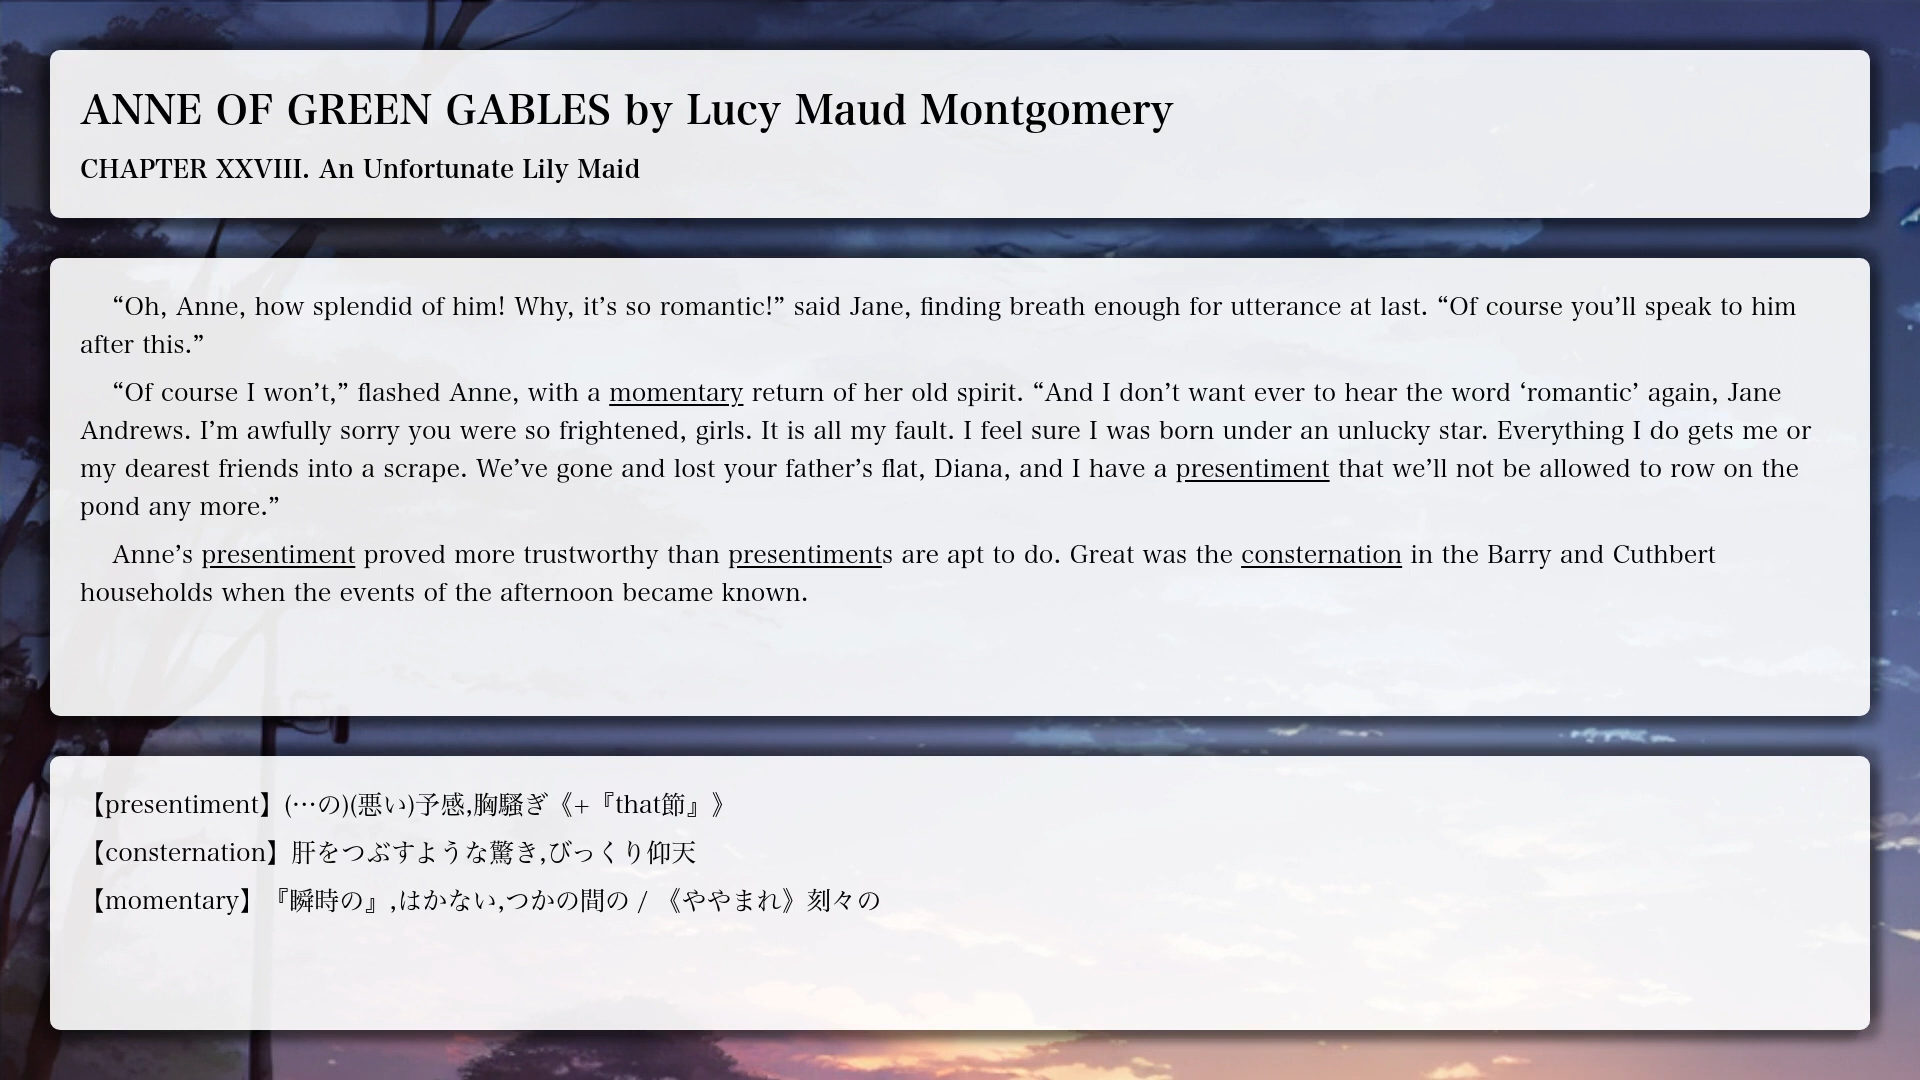 ANNE OF GREEN GABLES by Lucy Maud Montgomery
CHAPTER XXVIII. An Unfortunate Lily Maid
“Oh, Anne, how splendid of him! Why, it’s so romantic!” said Jane, finding breath enough for utterance at last. “Of course you’ll speak to him
after this.”
“Of course I won’t,” flashed Anne, with a momentary return of her old spirit. “And I don’t want ever to hear the word ‘romantic’ again, Jane
Andrews. I’m awfully sorry you were so frightened, girls. It is all my fault. I feel sure I was born under an unlucky star. Everything I do gets me or
my dearest friends into a scrape. We’ve gone and lost your father’s flat, Diana, and I have a presentiment that we’ll not be allowed to row on the
pond any more.”
Anne’s presentiment proved more trustworthy than presentiments are apt to do. Great was the consternation in the Barry and Cuthbert
households when the events of the afternoon became known.
【presentiment】(…の)(悪い)予感,胸騒ぎ《+『that節』》
【consternation】肝をつぶすような驚き,びっくり仰天
【momentary】『瞬時の』,はかない,つかの間の / 《ややまれ》刻々の